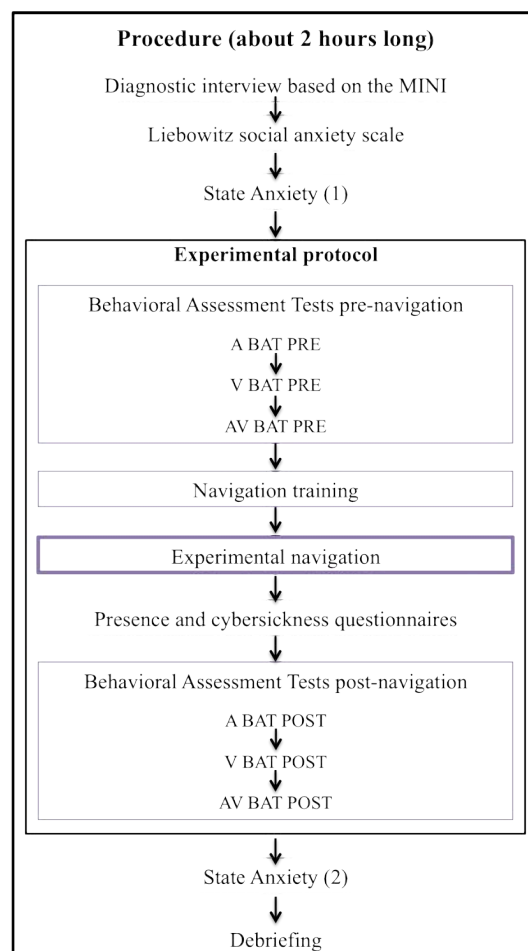 Procedure (about 2 hours long)
Diagnostic interview based on the MINI
Liebowitz social anxiety scale
State Anxiety (1)
Experimental protocol
Behavioral Assessment Tests pre-navigation
A BAT PRE
V BAT PRE
AV BAT PRE
Navigation training
Experimental navigation
Presence and cybersickness questionnaires
Behavioral Assessment Tests post-navigation
A BAT POST
V BAT POST
AV BAT POST
State Anxiety (2)
Debriefing